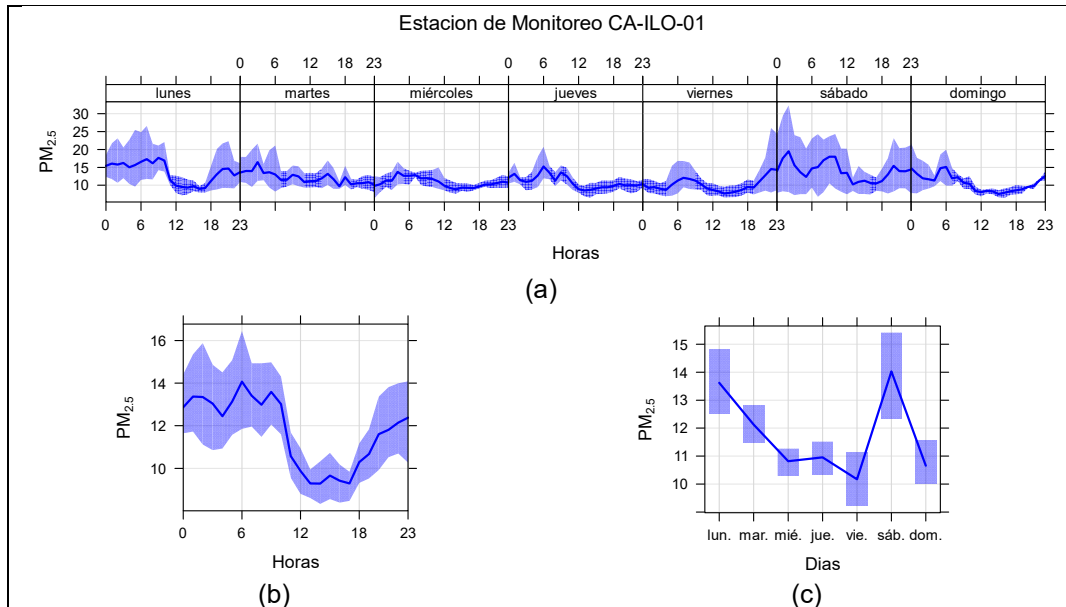 Estacion de Monitoreo CA-ILO-01
0 6 12 18 23 0 6 12 18 23 0 6 12 18 23
lunes martes miércoles jueves viernes sábado domingo
PM2.5
30
25
20
15
10
0 6 12 18 23 0 6 12 18 23 0 6 12 18 23 0 6 12 18 23
Horas
(a)
PM2.5
16
14
12
10
0 6 12 18 23
Horas
(b)
PM2.5
15
14
13
12
11
10
lun. mar. mié. jue. vie. sáb. dom.
Dias
(c)